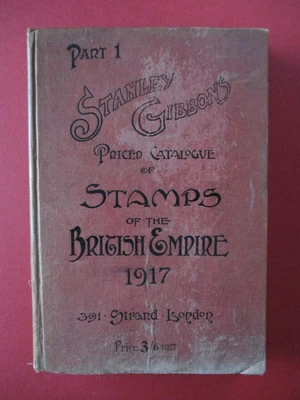 PART 1
STANLEY
GIBBONS
PRICED CATALOGUE
OF
STAMPS
OF THE
BRITISH EMPIRE
1917
391 · Strand · London
Price 3/6 nett